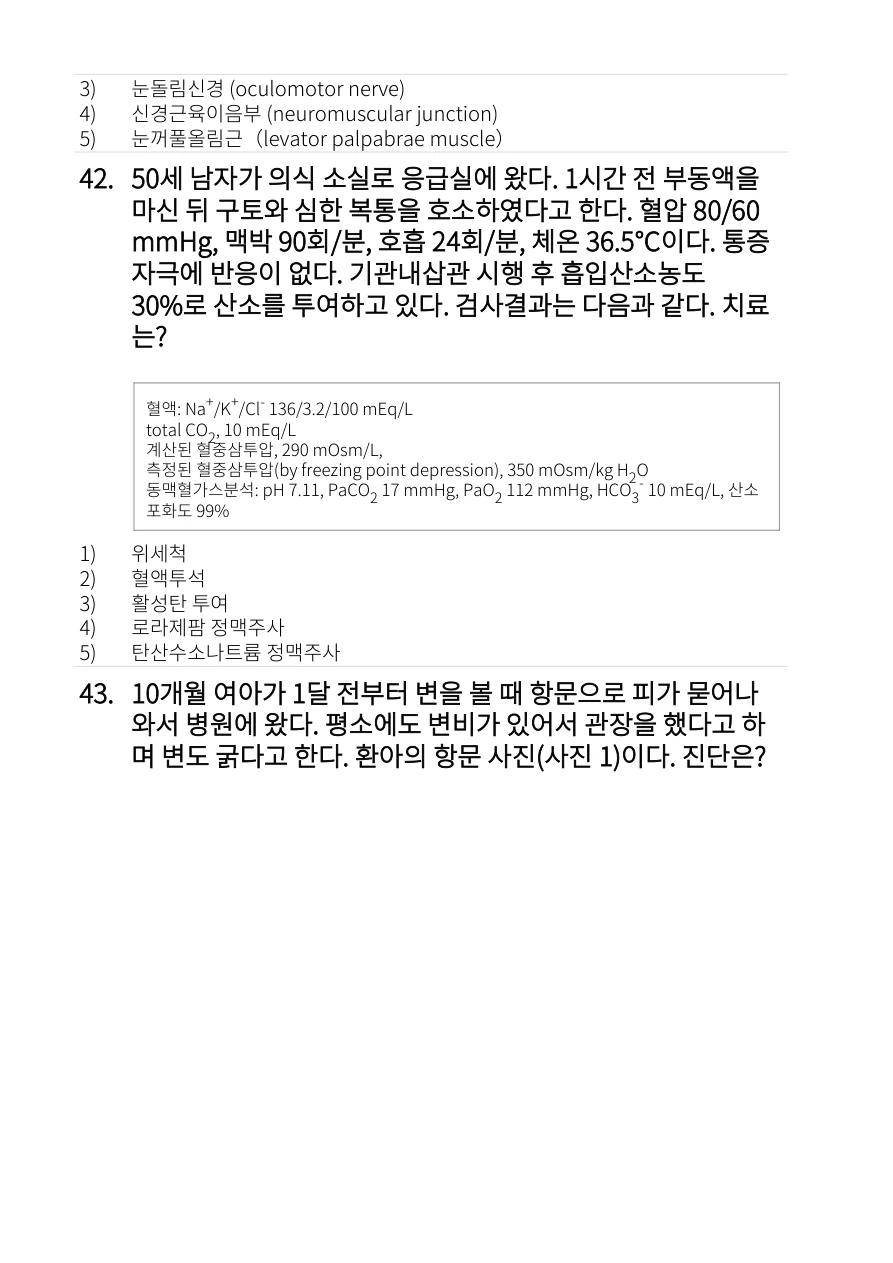 3) 눈돌림신경 (oculomotor nerve)
4) 신경근육이음부 (neuromuscular junction)
5) 눈꺼풀올림근（levator palpabrae muscle）
42. 50세 남자가 의식 소실로 응급실에 왔다. 1시간 전 부동액을
마신 뒤 구토와 심한 복통을 호소하였다고 한다. 혈압 80/60
mmHg, 맥박 90회/분, 호흡 24회/분, 체온 36.5℃이다. 통증
자극에 반응이 없다. 기관내삽관 시행 후 흡입산소농도
30%로 산소를 투여하고 있다. 검사결과는 다음과 같다. 치료
는?
혈액: Na⁺/K⁺/Cl⁻ 136/3.2/100 mEq/L
total CO₂, 10 mEq/L
계산된 혈중삼투압, 290 mOsm/L,
측정된 혈중삼투압(by freezing point depression), 350 mOsm/kg H₂O
동맥혈가스분석: pH 7.11, PaCO₂ 17 mmHg, PaO₂ 112 mmHg, HCO₃⁻ 10 mEq/L, 산소
포화도 99%
1) 위세척
2) 혈액투석
3) 활성탄 투여
4) 로라제팜 정맥주사
5) 탄산수소나트륨 정맥주사
43. 10개월 여아가 1달 전부터 변을 볼 때 항문으로 피가 묻어나
와서 병원에 왔다. 평소에도 변비가 있어서 관장을 했다고 하
며 변도 굵다고 한다. 환아의 항문 사진(사진 1)이다. 진단은?